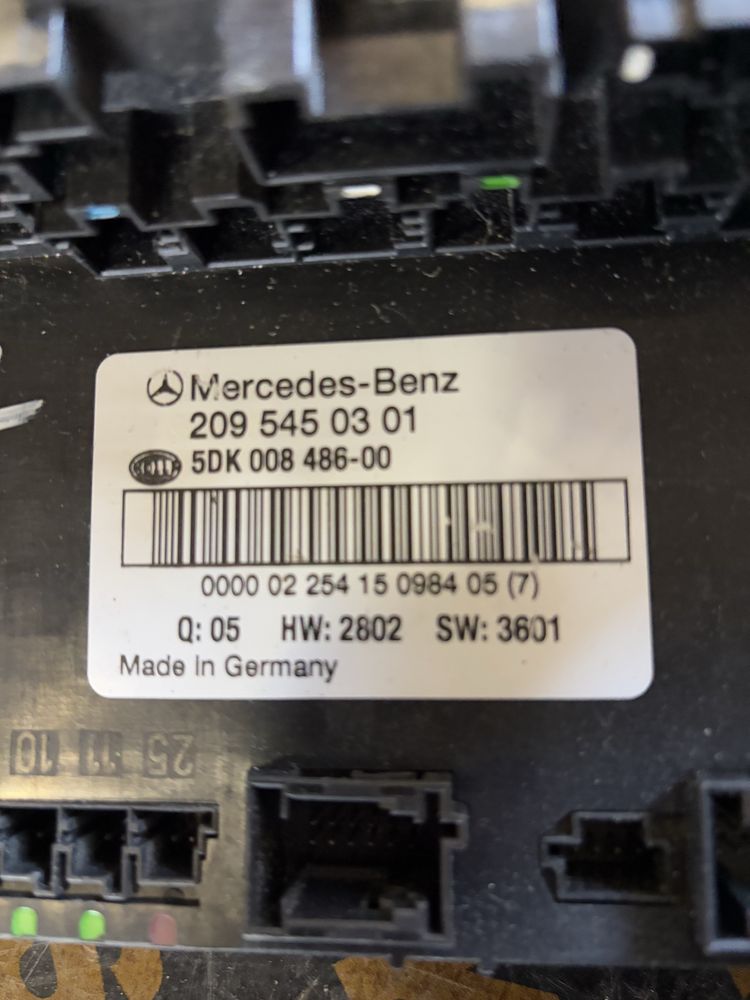 Mercedes-Benz
209 545 03 01
HELLA 5DK 008 486-00
0000 02 254 15 0984 05 (7)
Q: 05 HW: 2802 SW: 3601
Made in Germany
10 11 25